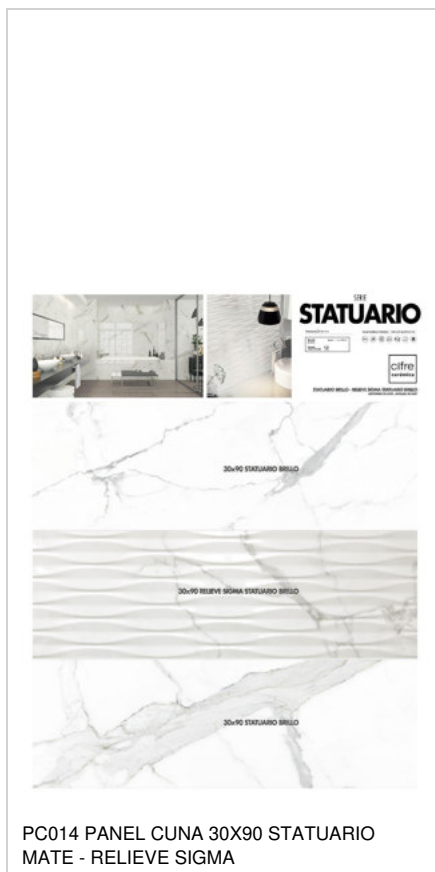 SERIE
STATUARIO
cifre
cerámica
STATUARIO BRILLO - RELIEVE SIGMA STATUARIO BRILLO
30x90 STATUARIO BRILLO
30x90 RELIEVE SIGMA STATUARIO BRILLO
30x90 STATUARIO BRILLO
PC014 PANEL CUNA 30X90 STATUARIO
MATE - RELIEVE SIGMA